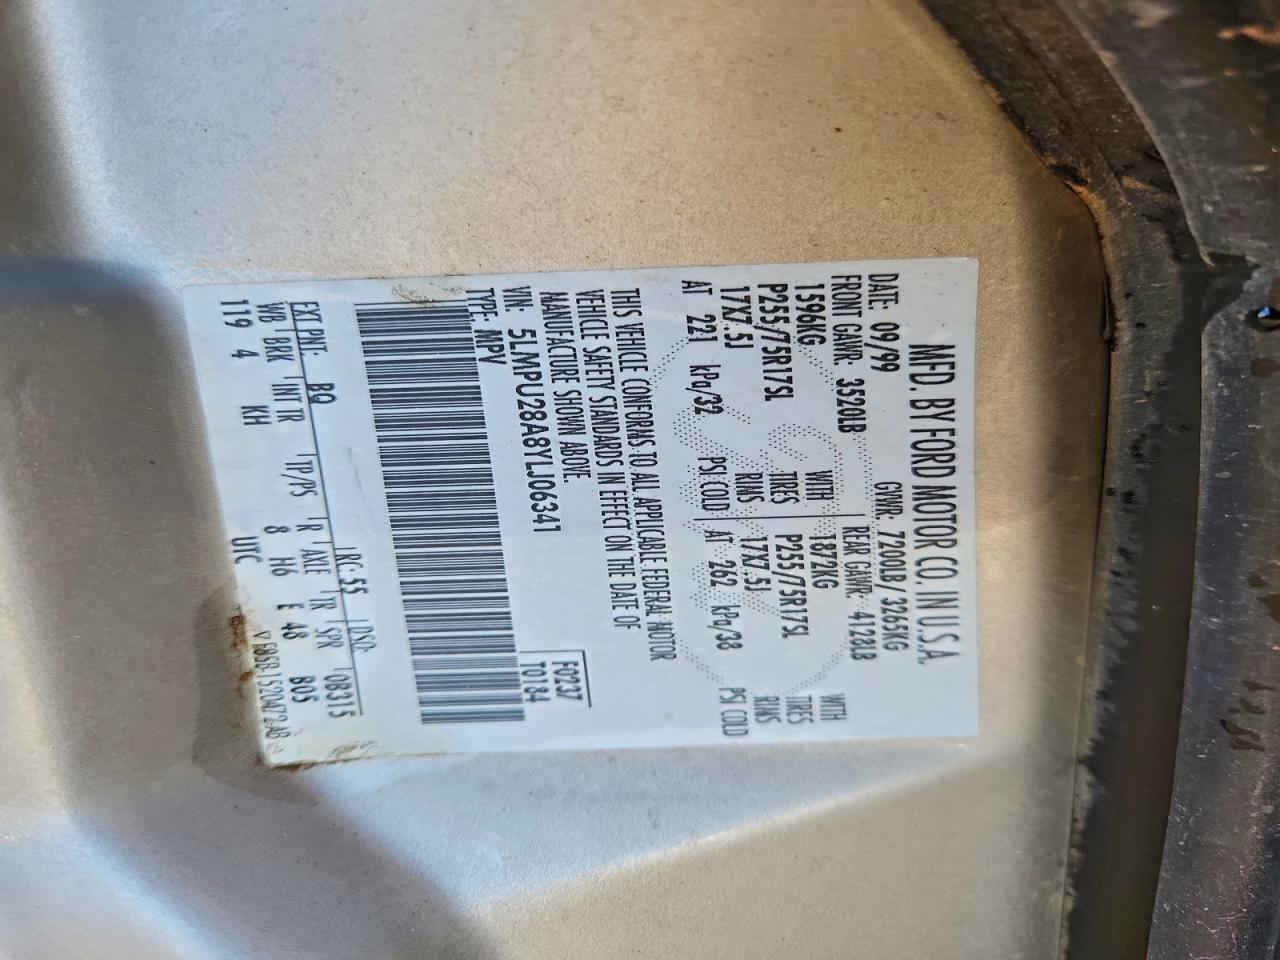 MFD. BY FORD MOTOR CO. IN U.S.A.
DATE: 09/99 GVWR: 7200LB/ 3265KG
FRONT GAWR: 3520LB REAR GAWR: 4128LB
1596KG WITH 1872KG WITH
P255/75R17SL TIRES P255/75R17SL TIRES
17X7.5J RIMS 17X7.5J RIMS
AT 221 kPa/32 PSI COLD AT 262 kPa/38 PSI COLD
THIS VEHICLE CONFORMS TO ALL APPLICABLE FEDERAL MOTOR
VEHICLE SAFETY STANDARDS IN EFFECT ON THE DATE OF
MANUFACTURE SHOWN ABOVE.
VIN: 5LMPU28A8YLJ06341 F0237
TYPE: MPV T0184
EXT PNT: BQ RC: 55 DSO: 0B315
WB BRK INT TR TP/PS R AXLE TR SPR
119 4 KH 8 H6 E 48 B05
UTC